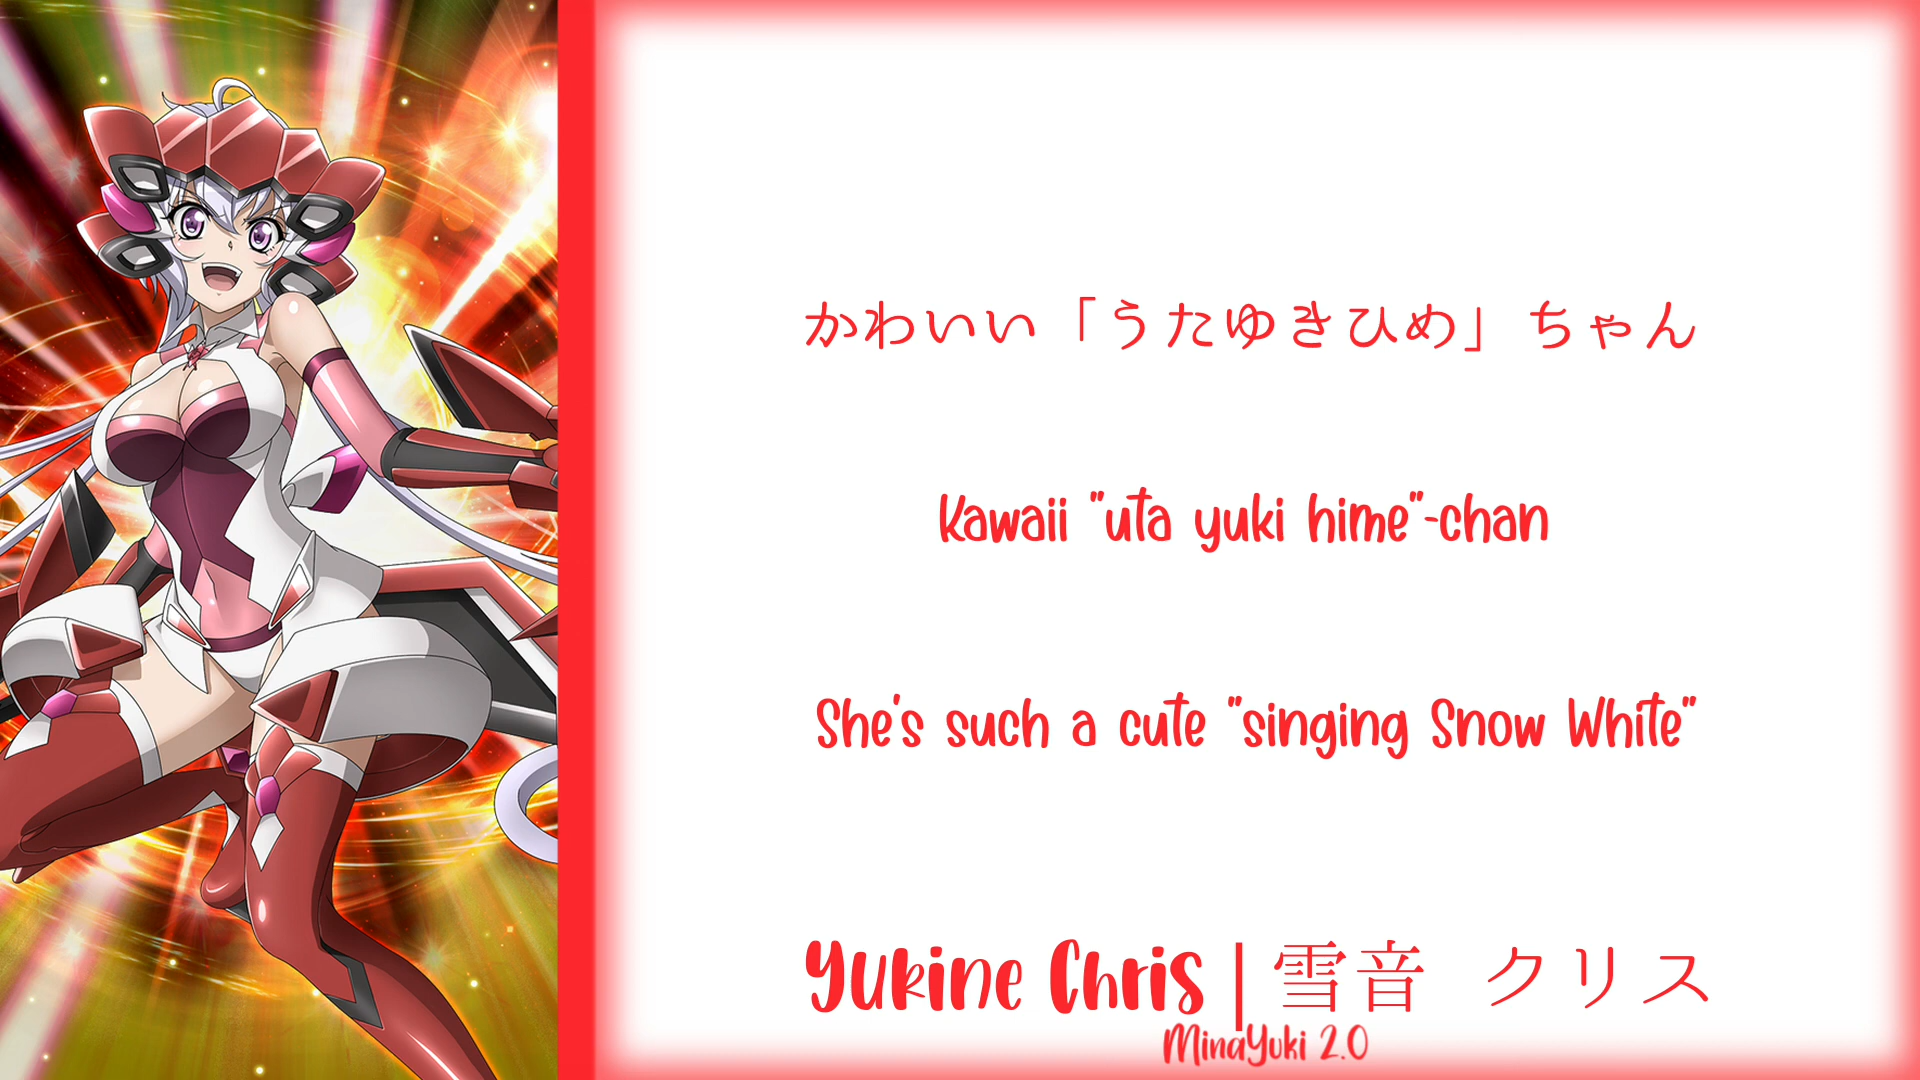 かわいい「うたゆきひめ」ちゃん
Kawaii "uta yuki hime"-chan
She's such a cute "singing Snow White"
Yukine Chris | 雪音 クリス
MinaYuki 2.0